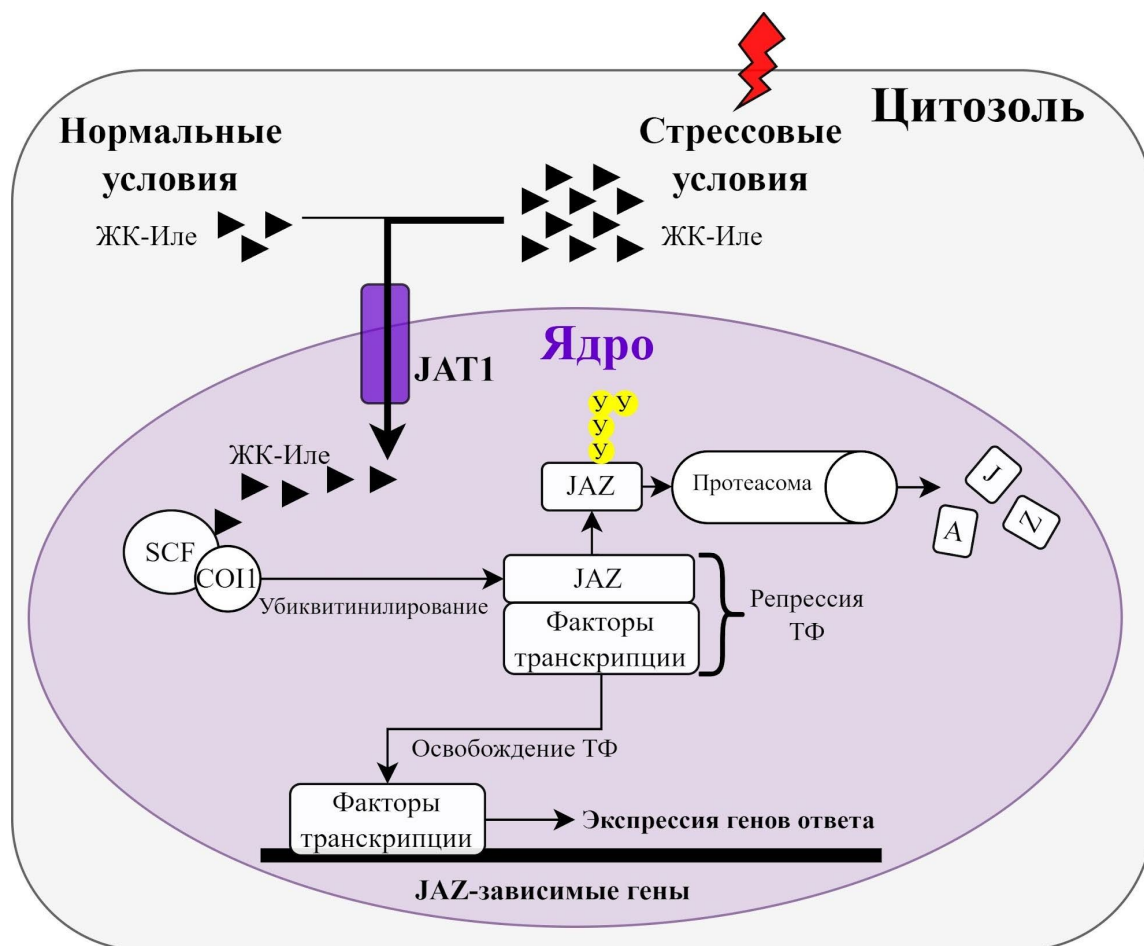 Цитозоль
Нормальные
условия
ЖК-Иле
Стрессовые
условия
ЖК-Иле
Ядро
JAT1
ЖК-Иле
У У
У
У
JAZ
Протеасома
J
A
Z
SCF
COI1
Убиквитинилирование
JAZ
Факторы
транскрипции
Репрессия
ТФ
Освобождение ТФ
Факторы
транскрипции
Экспрессия генов ответа
JAZ-зависимые гены